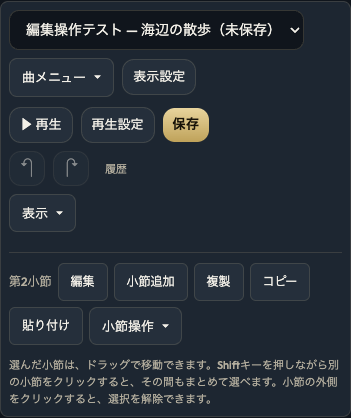 編集操作テスト — 海辺の散歩（未保存）
曲メニュー 表示設定
再生 再生設定 保存
履歴
表示
第2小節 編集 小節追加 複製 コピー
貼り付け 小節操作
選んだ小節は、ドラッグで移動できます。Shiftキーを押しながら別
の小節をクリックすると、その間もまとめて選べます。小節の外側
をクリックすると、選択を解除できます。